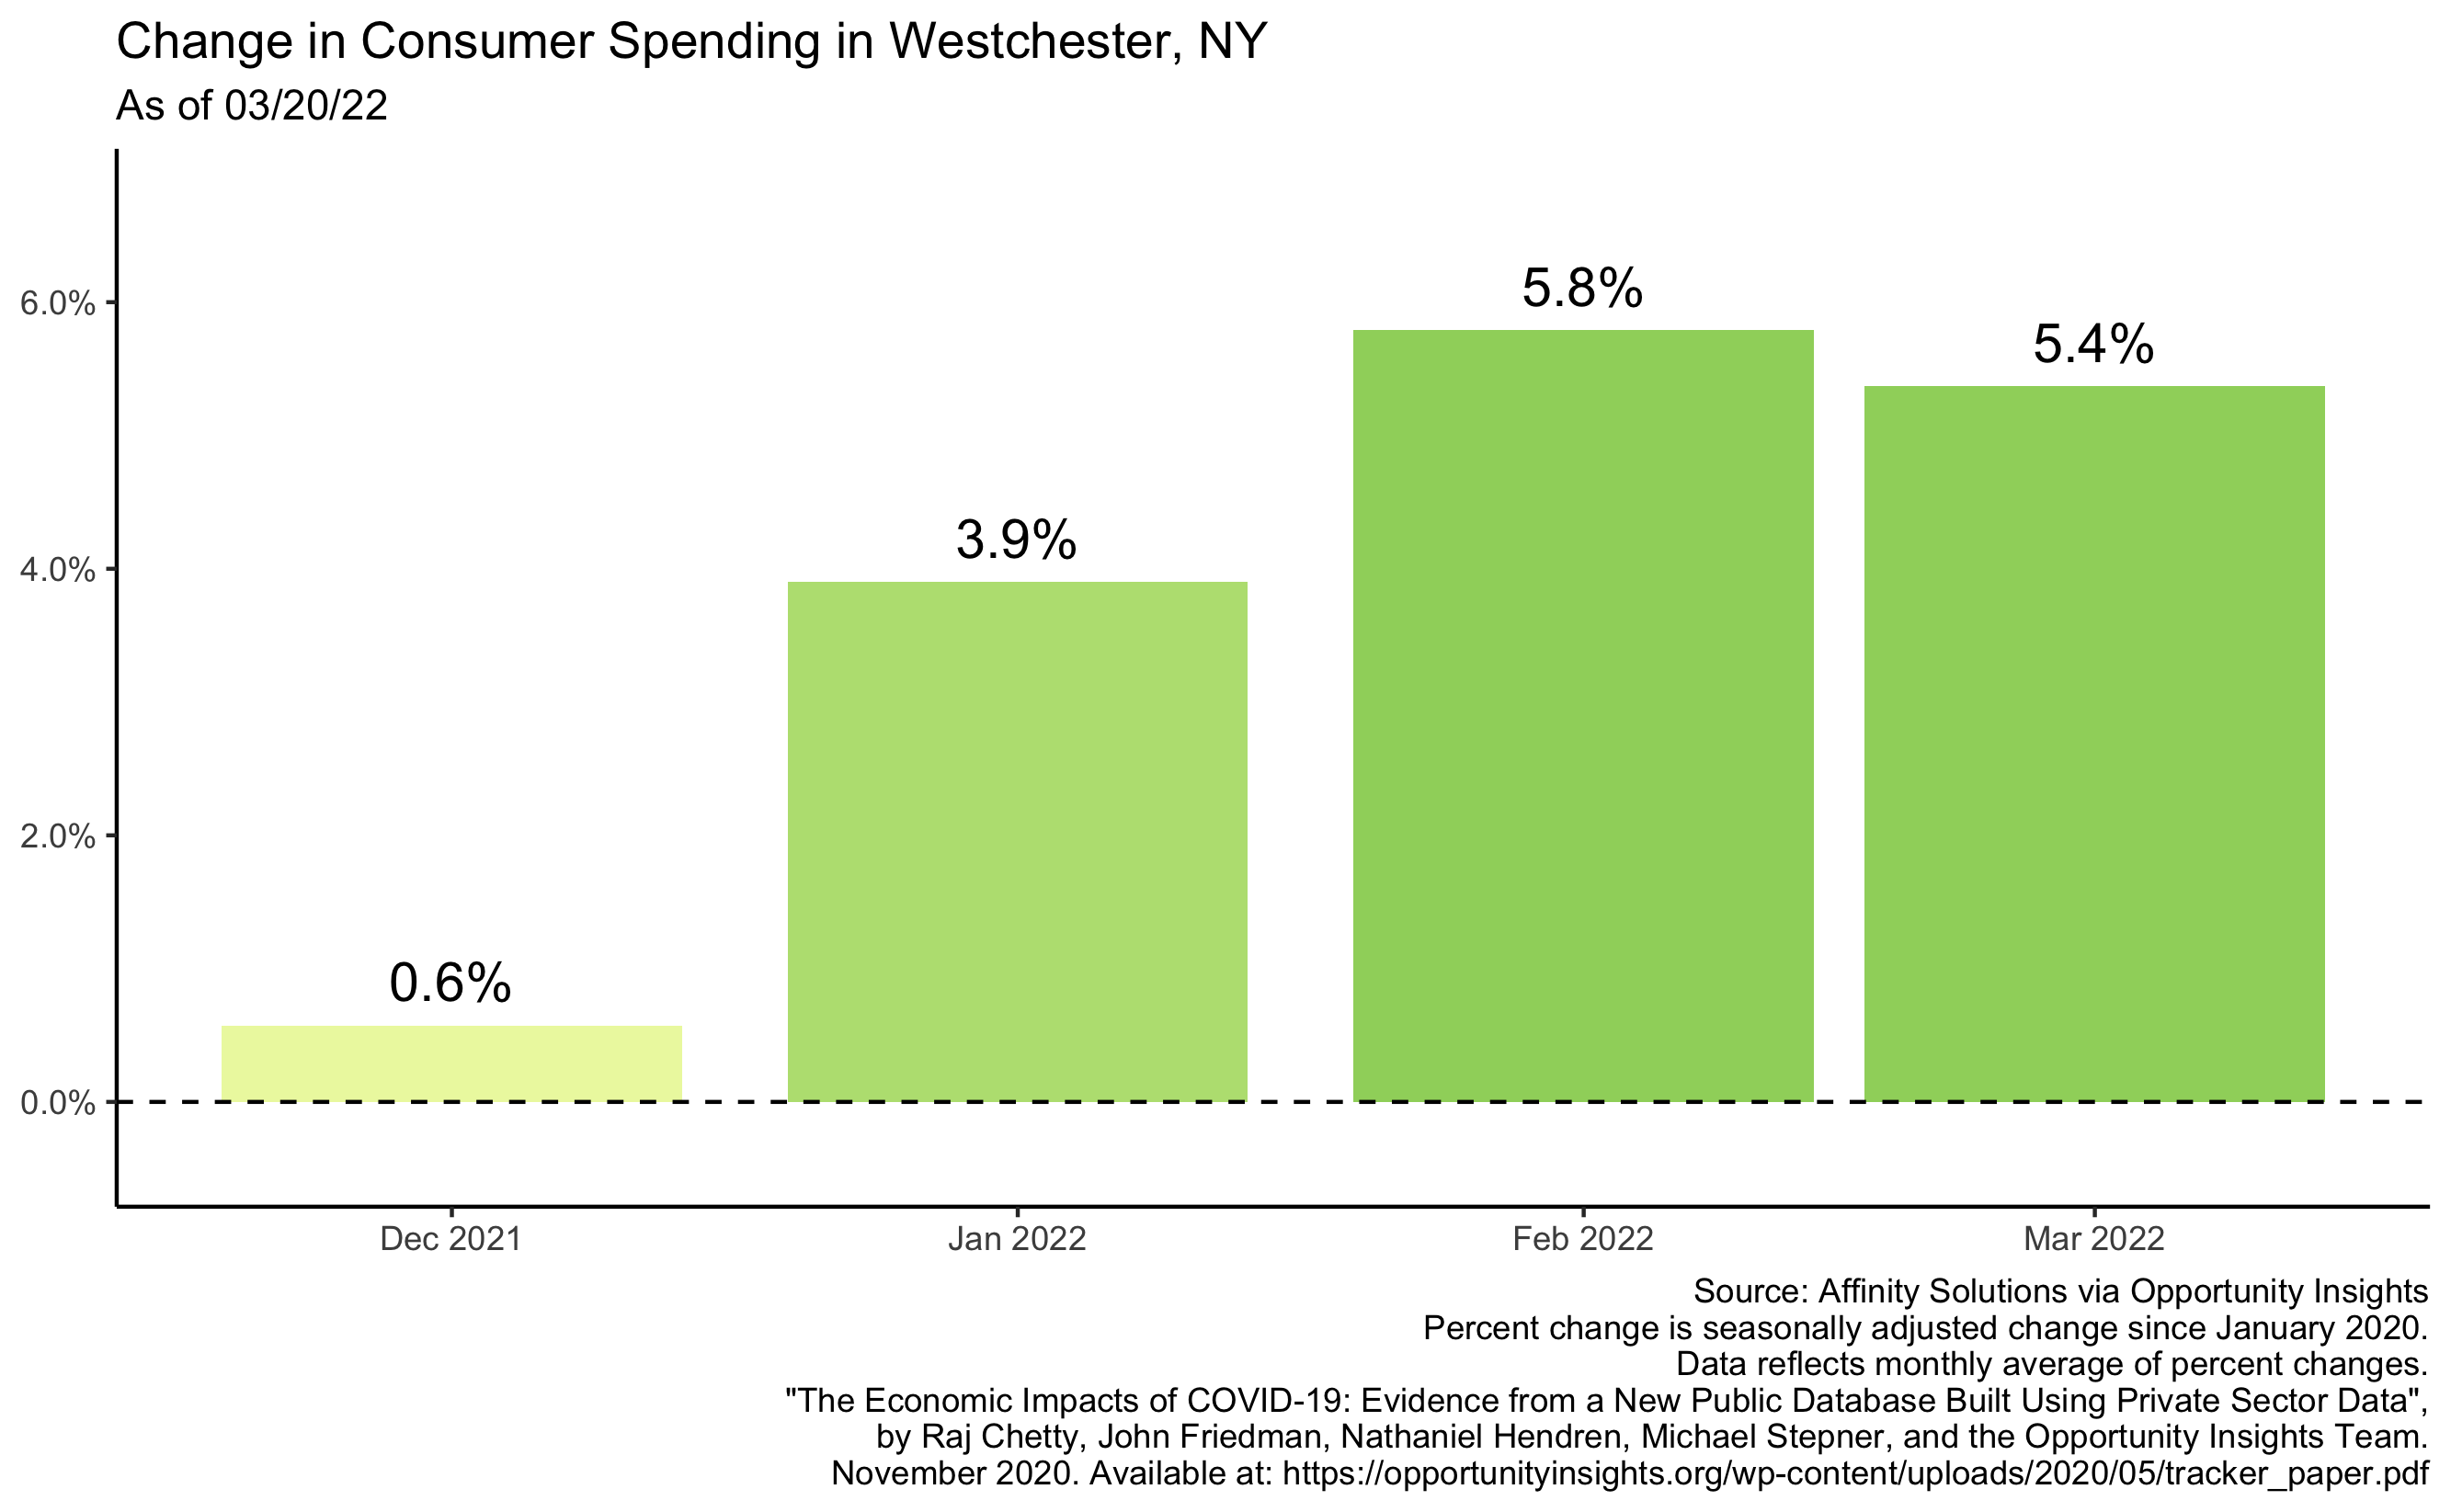 Change in Consumer Spending in Westchester, NY
As of 03/20/22
6.0%
4.0%
2.0%
0.0%
0.6%
3.9%
5.8%
5.4%
Dec 2021
Jan 2022
Feb 2022
Mar 2022
Source: Affinity Solutions via Opportunity Insights
Percent change is seasonally adjusted change since January 2020.
Data reflects monthly average of percent changes.
"The Economic Impacts of COVID-19: Evidence from a New Public Database Built Using Private Sector Data",
by Raj Chetty, John Friedman, Nathaniel Hendren, Michael Stepner, and the Opportunity Insights Team.
November 2020. Available at: https://opportunityinsights.org/wp-content/uploads/2020/05/tracker_paper.pdf